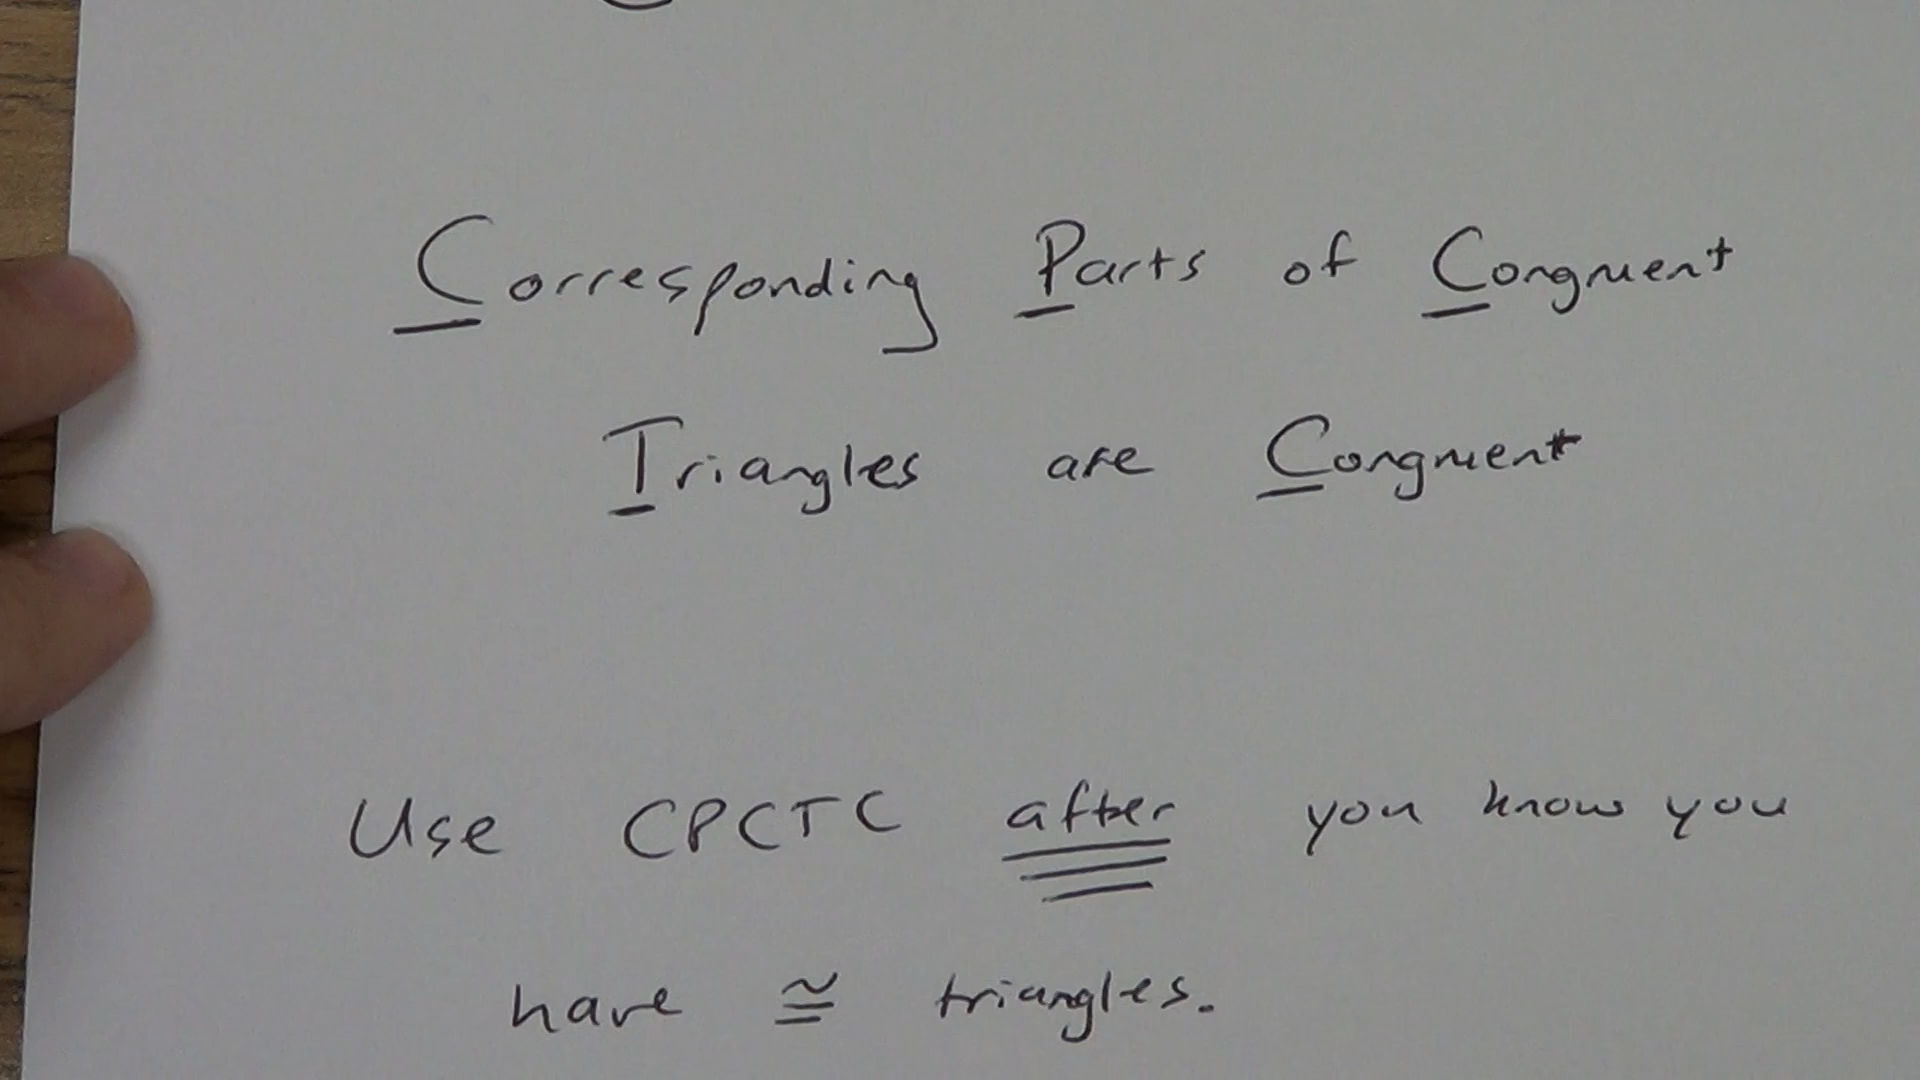 Corresponding Parts of Congruent
Triangles are Congruent
Use CPCTC after you know you
have ≅ triangles.